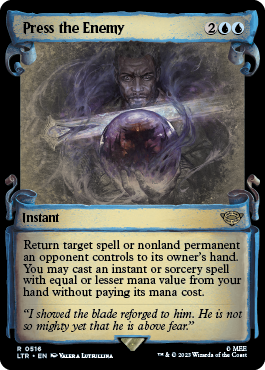 Press the Enemy 2
Instant
Return target spell or nonland permanent
an opponent controls to its owner's hand.
You may cast an instant or sorcery spell
with equal or lesser mana value from your
hand without paying its mana cost.
"I showed the blade reforged to him. He is not
so mighty yet that he is above fear."
R 0516
LTR • EN VALERA LUTFULLINA
© MEE
™ & © 2023 Wizards of the Coast